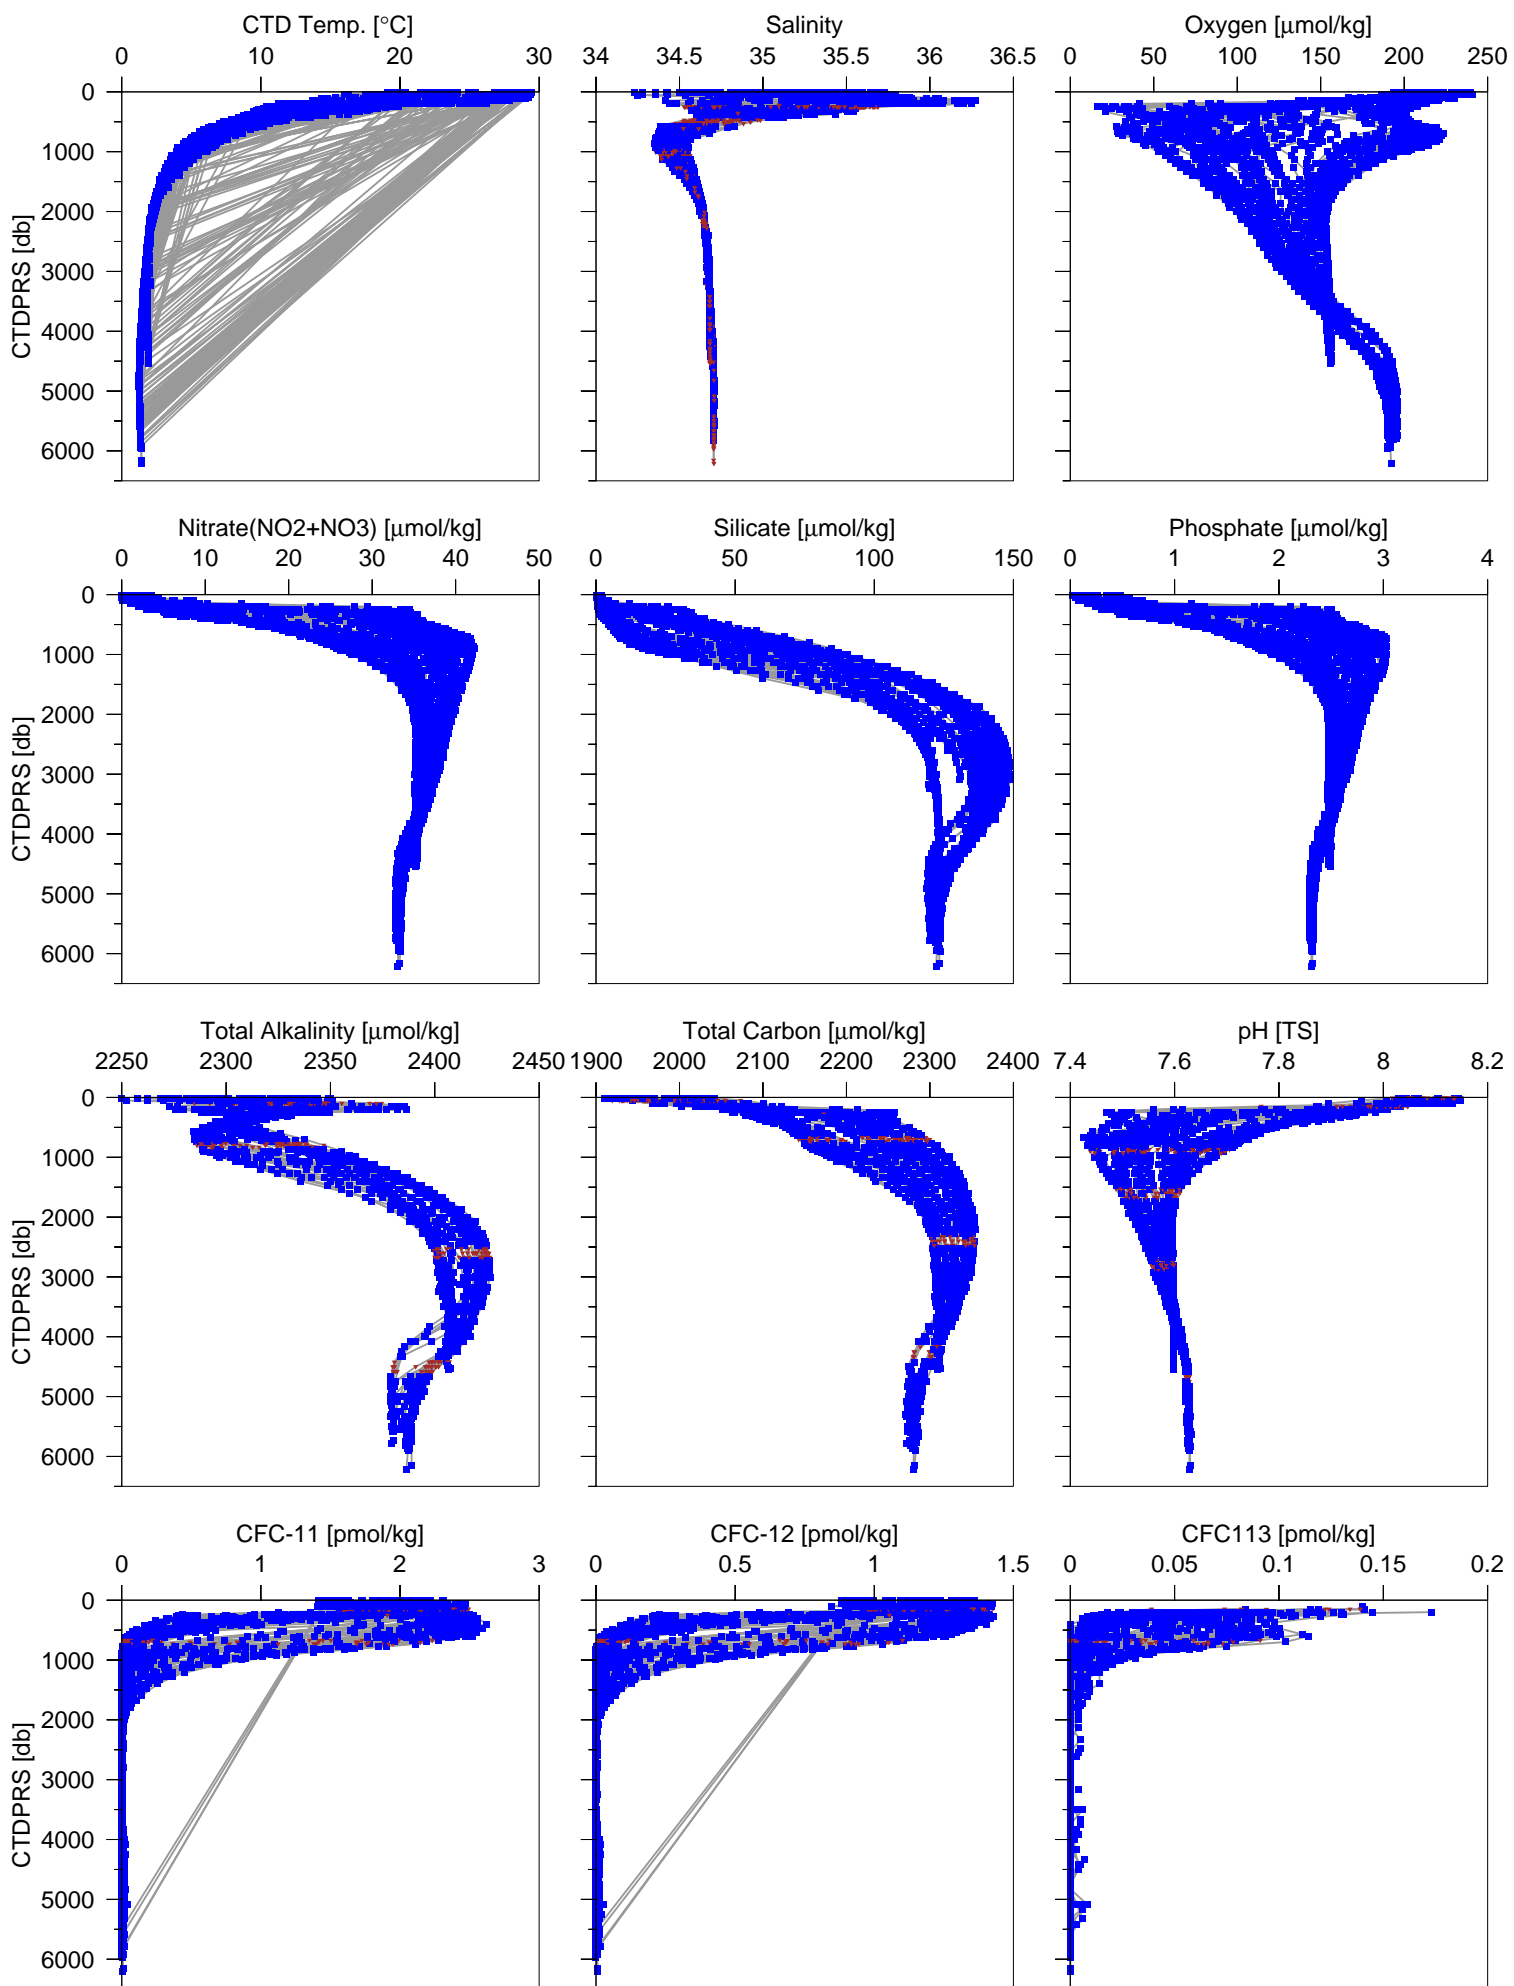 CTD Temp. [°C] Salinity Oxygen [μmol/kg]
0 10 20 30 34 34.5 35 35.5 36 36.5 0 50 100 150 200 250
0
1000
2000
3000
4000
5000
6000
CTDPRS [db]
Nitrate(NO2+NO3) [μmol/kg] Silicate [μmol/kg] Phosphate [μmol/kg]
0 10 20 30 40 50 0 50 100 150 0 1 2 3 4
0
1000
2000
3000
4000
5000
6000
CTDPRS [db]
Total Alkalinity [μmol/kg] Total Carbon [μmol/kg] pH [TS]
2250 2300 2350 2400 2450 1900 2000 2100 2200 2300 2400 7.4 7.6 7.8 8 8.2
0
1000
2000
3000
4000
5000
6000
CTDPRS [db]
CFC-11 [pmol/kg] CFC-12 [pmol/kg] CFC113 [pmol/kg]
0 1 2 3 0 0.5 1 1.5 0 0.05 0.1 0.15 0.2
0
1000
2000
3000
4000
5000
6000
CTDPRS [db]